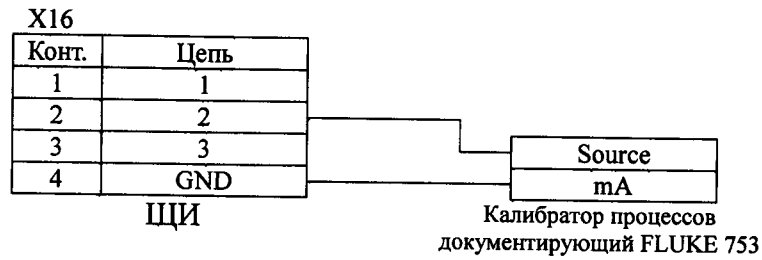 X16
Конт. Цепь
1 1
2 2
3 3
4 GND
ЩИ
Source
mA
Калибратор процессов
документирующий FLUKE 753